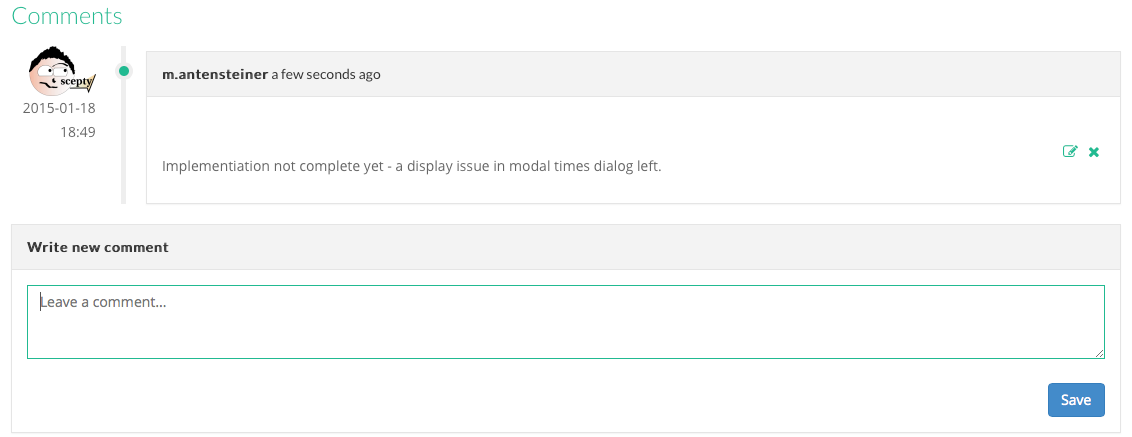 Comments
scepty
2015-01-18
18:49
m.antensteiner a few seconds ago
Implementiation not complete yet - a display issue in modal times dialog left.
Write new comment
Leave a comment...
Save